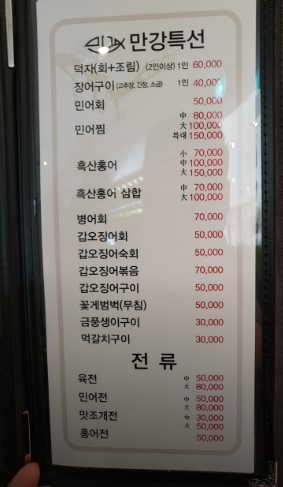 만강특선
덕자(회+조림) (2인이상) 1인 60,000
장어구이(고추장, 간장, 소금) 1인 40,000
민어회 50,000
민어찜 中 80,000
大 100,000
특대 150,000
흑산홍어 小 70,000
中 100,000
大 150,000
흑산홍어 삼합 中 70,000
大 100,000
병어회 70,000
갑오징어회 50,000
갑오징어숙회 50,000
갑오징어볶음 70,000
갑오징어구이 50,000
꽃게범벅(무침) 50,000
금풍생이구이 30,000
먹갈치구이 30,000
전 류
육전 中 50,000
大 80,000
민어전 中 50,000
大 80,000
맛조개전 中 30,000
大 50,000
홍어전 50,000